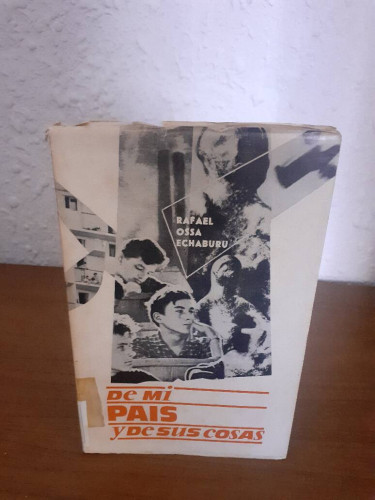 RAFAEL
OSSA
ECHABURU
De Mi
PAIS
y De sus cosas